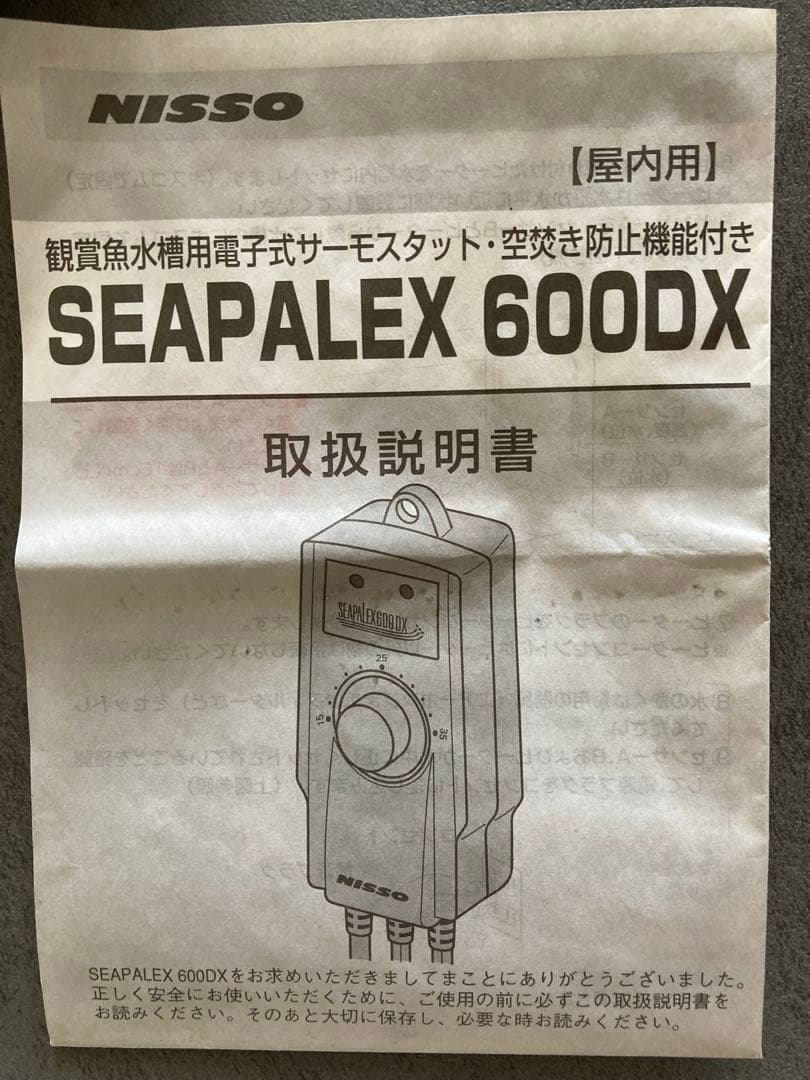 NISSO
【屋内用】
観賞魚水槽用電子式サーモスタット・空焚き防止機能付き
SEAPALEX 600DX
取扱説明書
SEAPALEX600DX
25
15
35
NISSO
SEAPALEX 600DXをお求めいただきましてまことにありがとうございました。
正しく安全にお使いいただくために、ご使用の前に必ずこの取扱説明書を
お読みください。そのあと大切に保存し、必要な時お読みください。